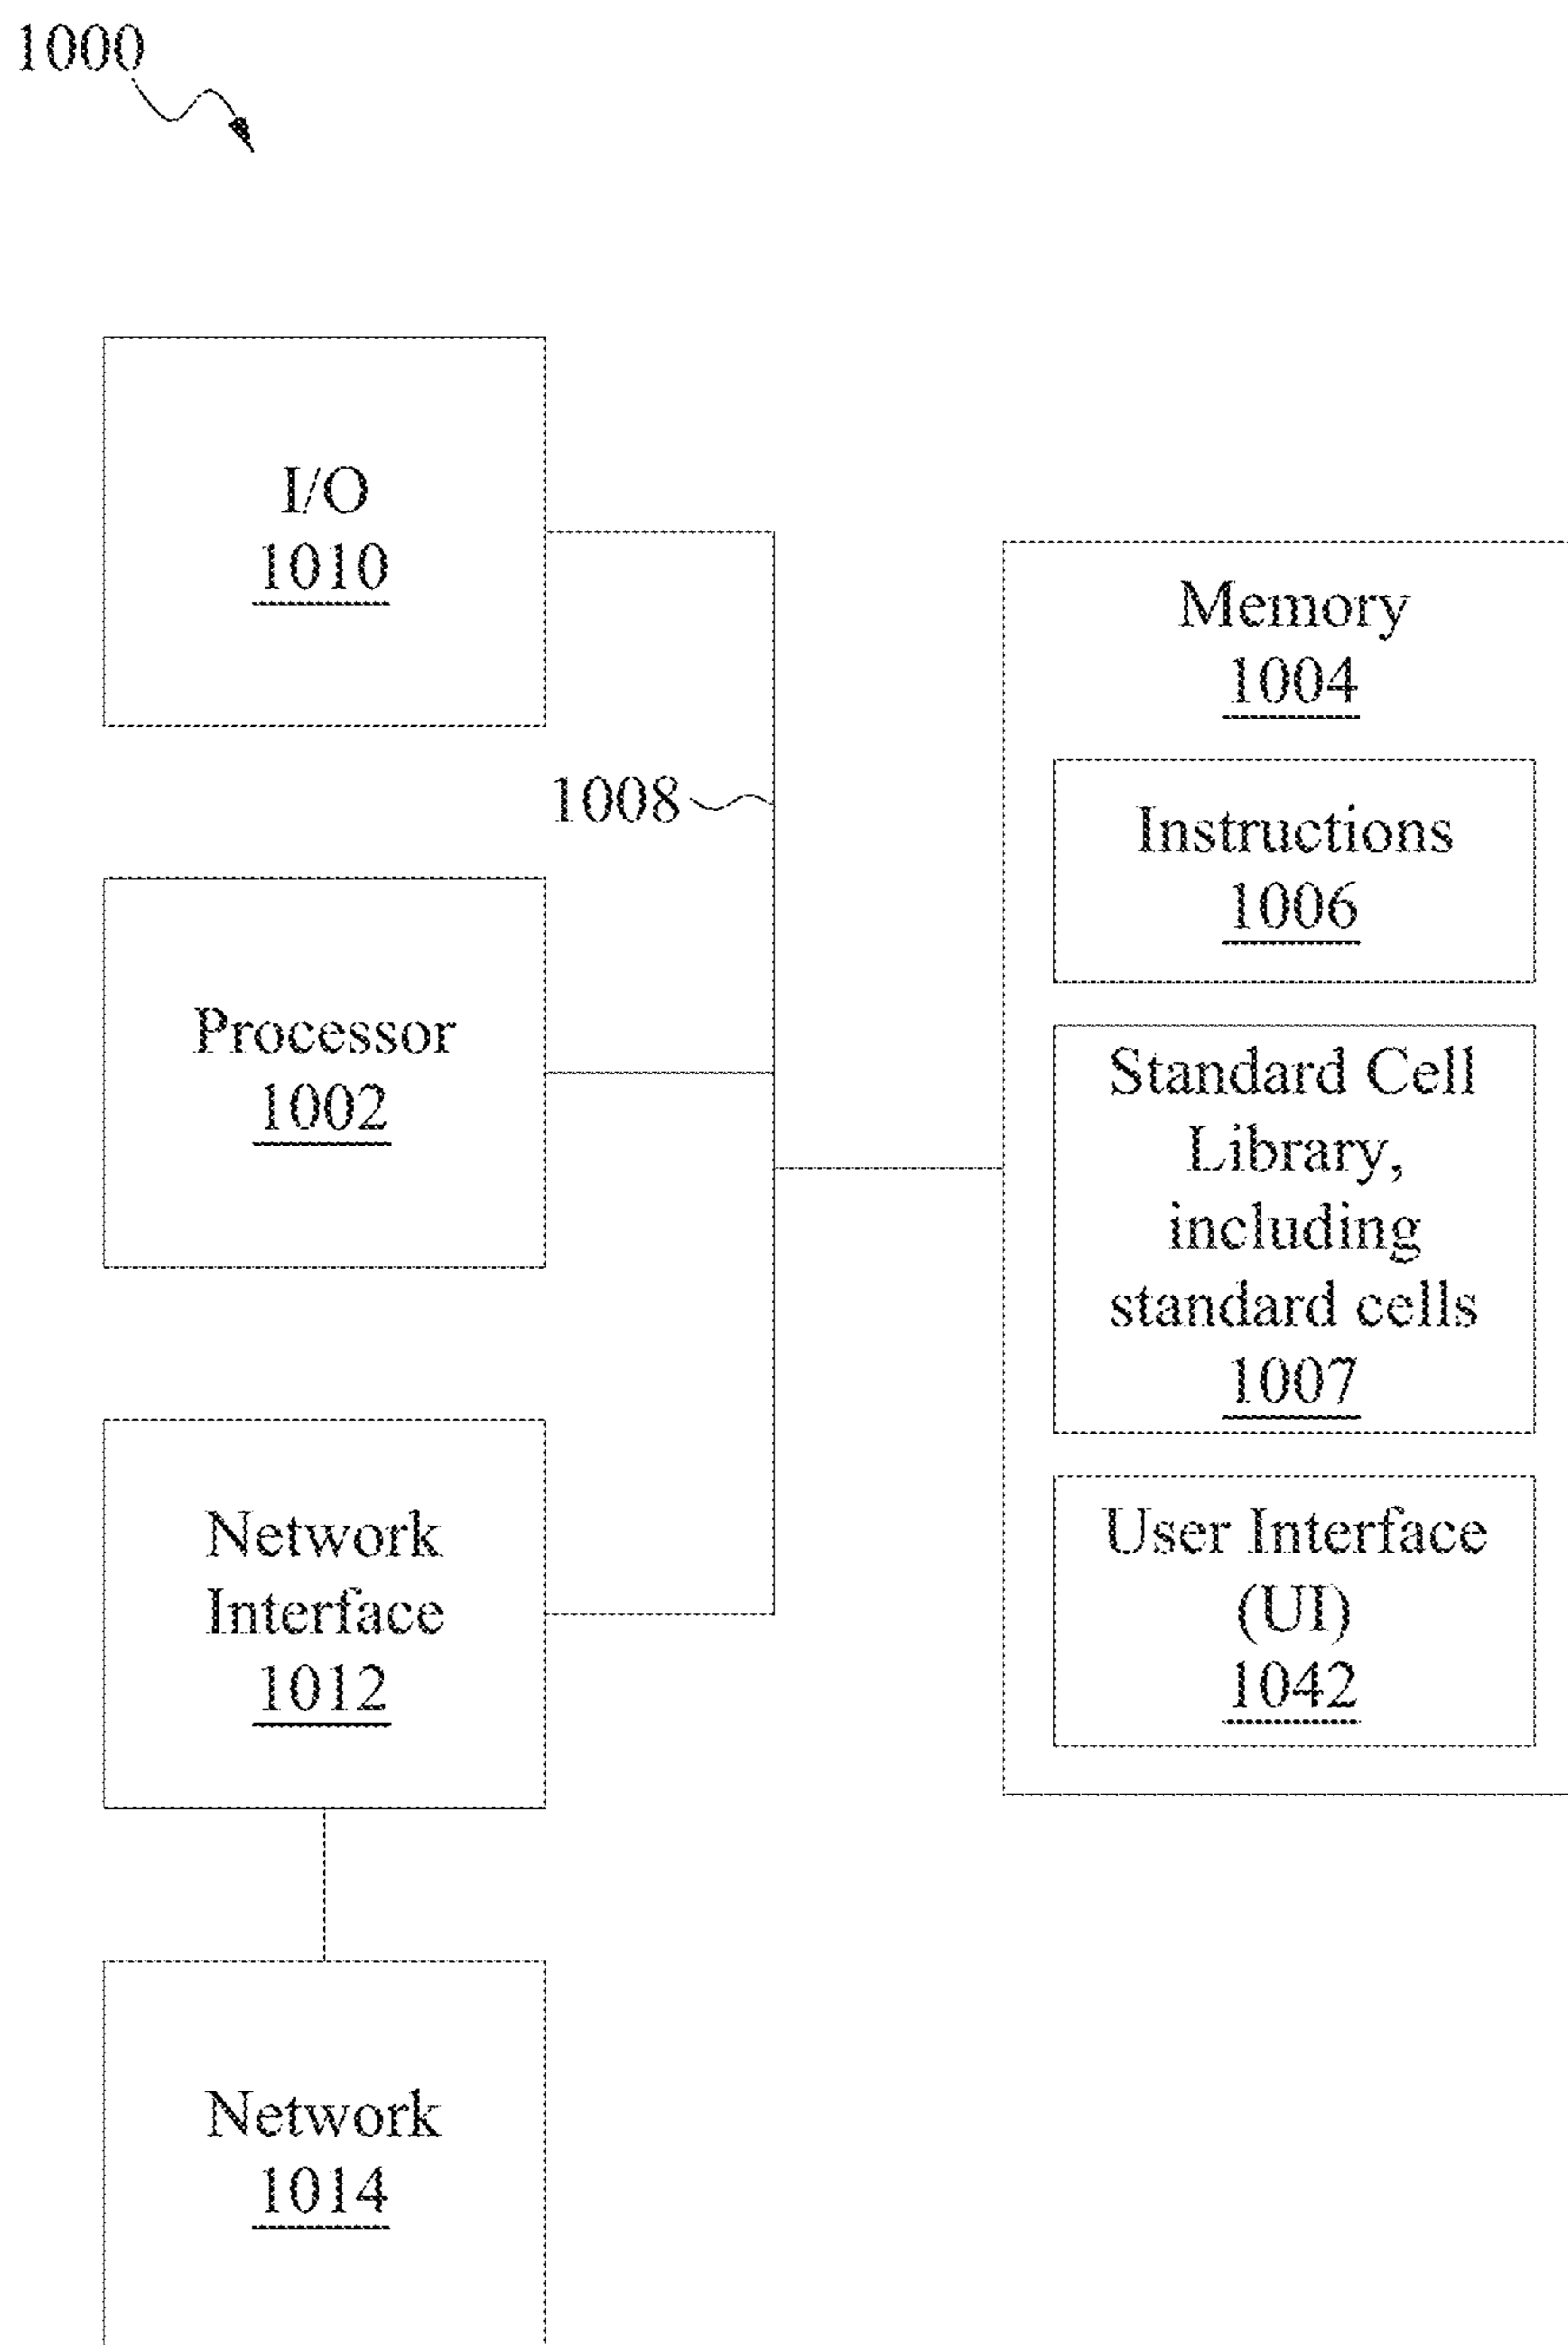 1000
I/O
1010
1008
Processor
1002
Network
Interface
1012
Network
1014
Memory
1004
Instructions
1006
Standard Cell
Library,
including
standard cells
1007
User Interface
(UI)
1042